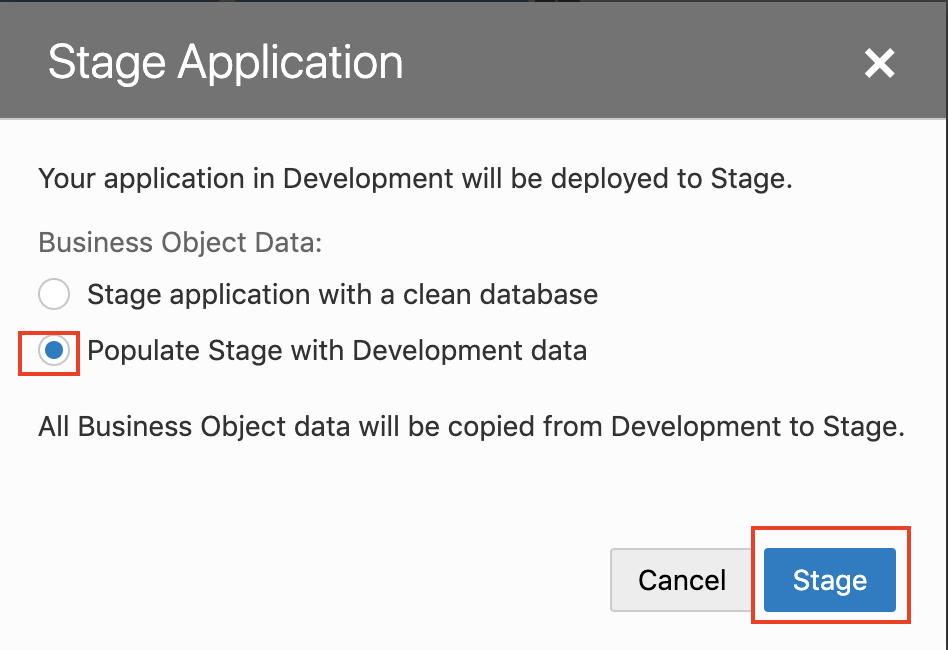 Stage Application
Your application in Development will be deployed to Stage.
Business Object Data:
Stage application with a clean database
Populate Stage with Development data
All Business Object data will be copied from Development to Stage.
Cancel
Stage